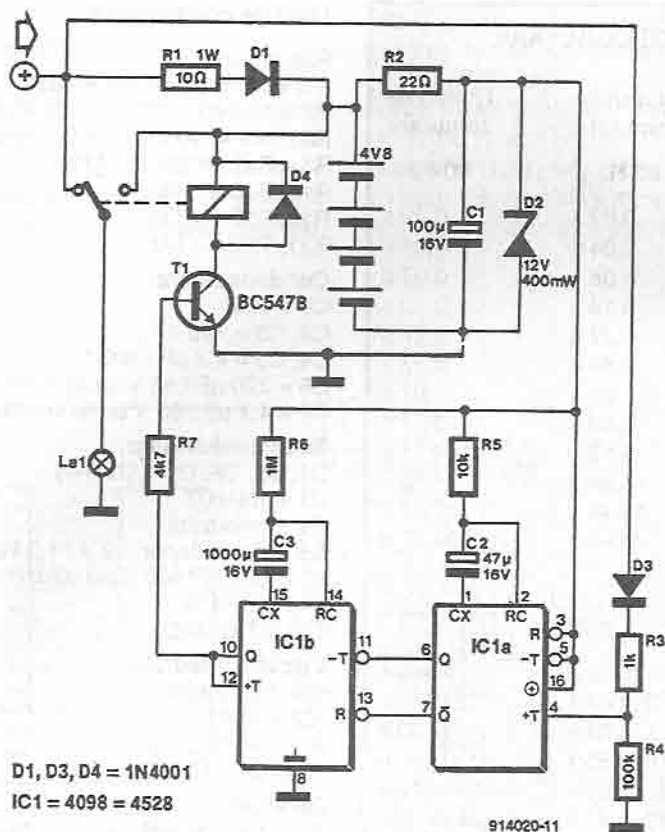 R1 1W
10Ω
D1
R2
22Ω
+
4V8
D4
C1
100µ
16V
D2
12V
400mW
T1
BC547B
La1
R7
4k7
R6
1M
R5
10k
C3
1000µ
16V
C2
47µ
16V
15
14
1
2
CX
RC
CX
RC
IC1b
IC1a
10
Q
12
+T
-T
11
R
13
6
Q
7
Q̅
R
3
-T
5
16
+
+T
4
8
D3
R3
1k
R4
100k
D1, D3, D4 = 1N4001
IC1 = 4098 = 4528
914020-11